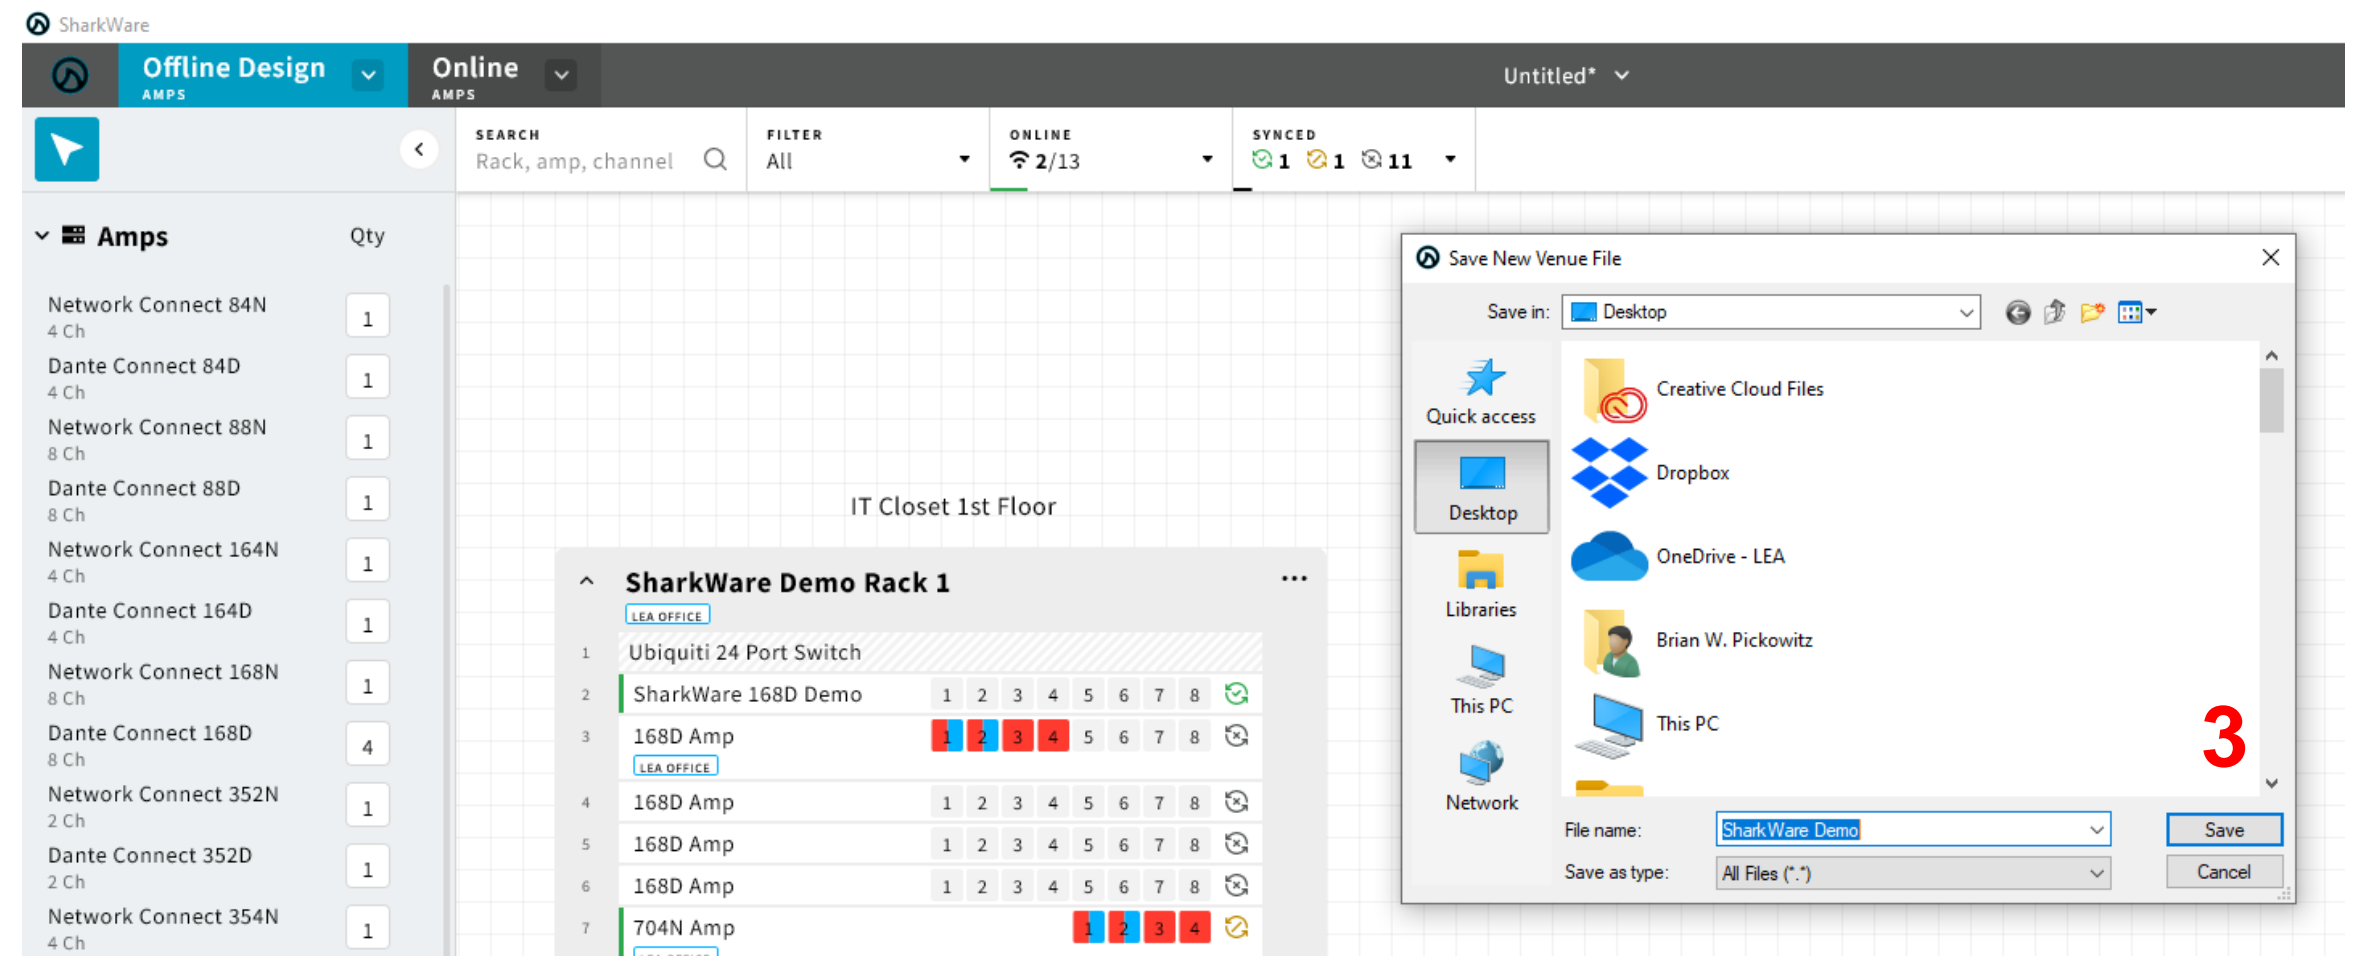 SharkWare
Offline Design
AMPS
Online
AMPS
Untitled*
SEARCH
Rack, amp, channel
FILTER
All
ONLINE
2/13
SYNCED
1 1 11
Amps Qty
Network Connect 84N
4 Ch
1
Dante Connect 84D
4 Ch
1
Network Connect 88N
8 Ch
1
Dante Connect 88D
8 Ch
1
Network Connect 164N
4 Ch
1
Dante Connect 164D
4 Ch
1
Network Connect 168N
8 Ch
1
Dante Connect 168D
8 Ch
4
Network Connect 352N
2 Ch
1
Dante Connect 352D
2 Ch
1
Network Connect 354N
4 Ch
1
IT Closet 1st Floor
SharkWare Demo Rack 1
LEA OFFICE
1 Ubiquiti 24 Port Switch
2 SharkWare 168D Demo 1 2 3 4 5 6 7 8
3 168D Amp 1 2 3 4 5 6 7 8
LEA OFFICE
4 168D Amp 1 2 3 4 5 6 7 8
5 168D Amp 1 2 3 4 5 6 7 8
6 168D Amp 1 2 3 4 5 6 7 8
7 704N Amp 1 2 3 4
LEA OFFICE
Save New Venue File
Save in: Desktop
Quick access
Desktop
Libraries
This PC
Network
Creative Cloud Files
Dropbox
OneDrive - LEA
Brian W. Pickowitz
This PC
3
File name: SharkWare Demo
Save
Save as type: All Files (*.*)
Cancel